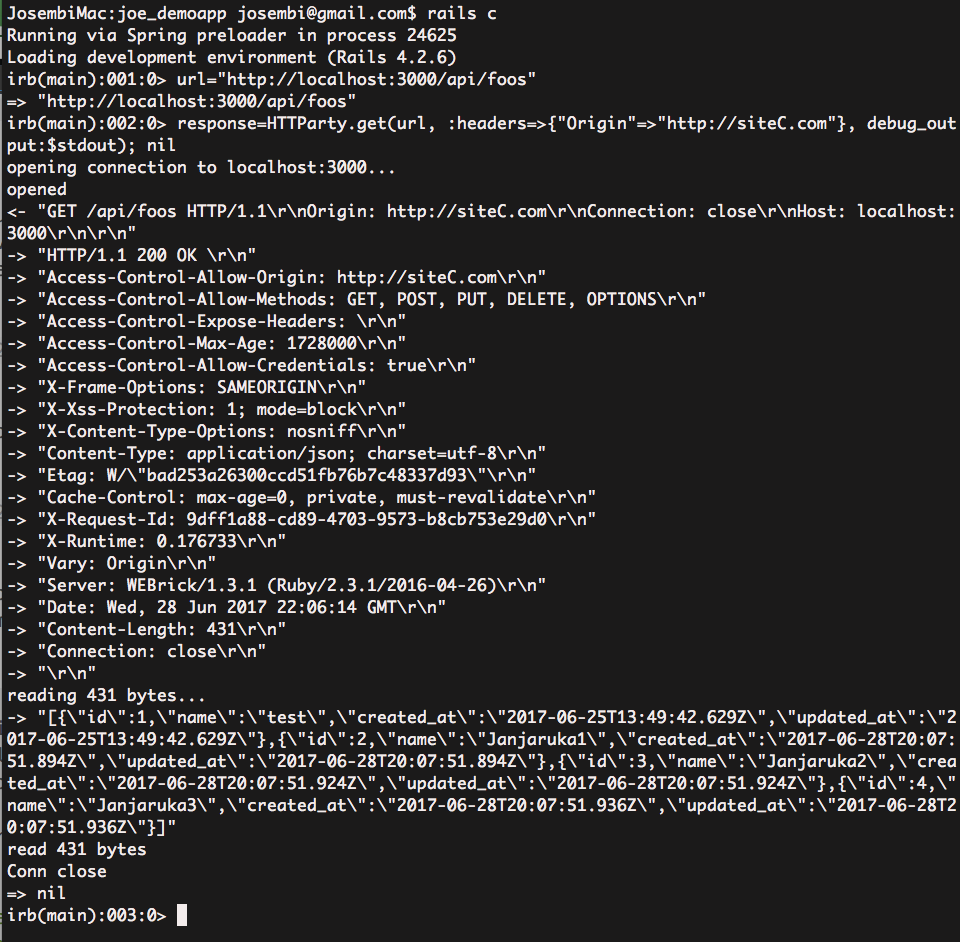 JosembiMac:joe_demoapp josembi@gmail.com$ rails c
Running via Spring preloader in process 24625
Loading development environment (Rails 4.2.6)
irb(main):001:0> url="http://localhost:3000/api/foos"
=> "http://localhost:3000/api/foos"
irb(main):002:0> response=HTTParty.get(url, :headers=>{"Origin"=>"http://siteC.com"}, debug_out
put:$stdout); nil
opening connection to localhost:3000...
opened
<- "GET /api/foos HTTP/1.1\r\nOrigin: http://siteC.com\r\nConnection: close\r\nHost: localhost:
3000\r\n\r\n"
-> "HTTP/1.1 200 OK \r\n"
-> "Access-Control-Allow-Origin: http://siteC.com\r\n"
-> "Access-Control-Allow-Methods: GET, POST, PUT, DELETE, OPTIONS\r\n"
-> "Access-Control-Expose-Headers: \r\n"
-> "Access-Control-Max-Age: 1728000\r\n"
-> "Access-Control-Allow-Credentials: true\r\n"
-> "X-Frame-Options: SAMEORIGIN\r\n"
-> "X-Xss-Protection: 1; mode=block\r\n"
-> "X-Content-Type-Options: nosniff\r\n"
-> "Content-Type: application/json; charset=utf-8\r\n"
-> "Etag: W/\"bad253a26300ccd51fb76b7c48337d93\"\r\n"
-> "Cache-Control: max-age=0, private, must-revalidate\r\n"
-> "X-Request-Id: 9dff1a88-cd89-4703-9573-b8cb753e29d0\r\n"
-> "X-Runtime: 0.176733\r\n"
-> "Vary: Origin\r\n"
-> "Server: WEBrick/1.3.1 (Ruby/2.3.1/2016-04-26)\r\n"
-> "Date: Wed, 28 Jun 2017 22:06:14 GMT\r\n"
-> "Content-Length: 431\r\n"
-> "Connection: close\r\n"
-> "\r\n"
reading 431 bytes...
-> "[{\"id\":1,\"name\":\"test\",\"created_at\":\"2017-06-25T13:49:42.629Z\",\"updated_at\":\"2
017-06-25T13:49:42.629Z\"},{\"id\":2,\"name\":\"Janjaruka1\",\"created_at\":\"2017-06-28T20:07:
51.894Z\",\"updated_at\":\"2017-06-28T20:07:51.894Z\"},{\"id\":3,\"name\":\"Janjaruka2\",\"crea
ted_at\":\"2017-06-28T20:07:51.924Z\",\"updated_at\":\"2017-06-28T20:07:51.924Z\"},{\"id\":4,\"
name\":\"Janjaruka3\",\"created_at\":\"2017-06-28T20:07:51.936Z\",\"updated_at\":\"2017-06-28T2
0:07:51.936Z\"}]"
read 431 bytes
Conn close
=> nil
irb(main):003:0>